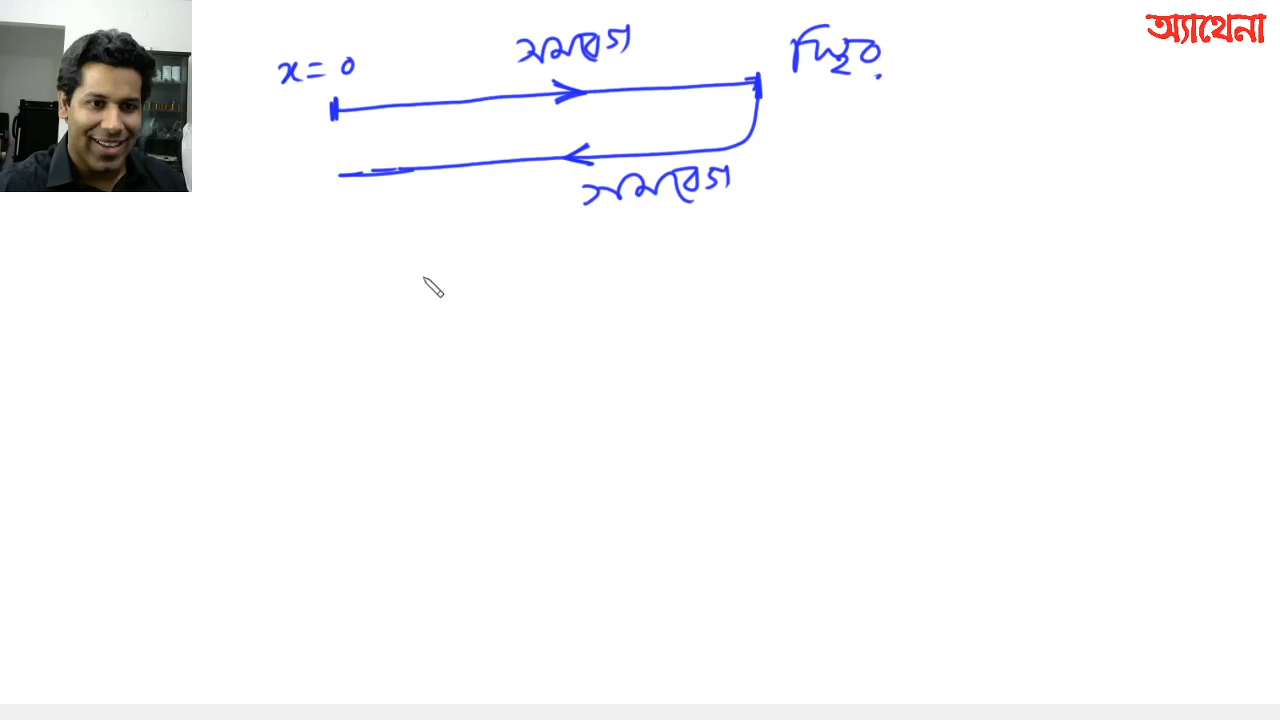 অ্যাথেনা
x = 0
সমবেগ
স্থির
সমবেগ